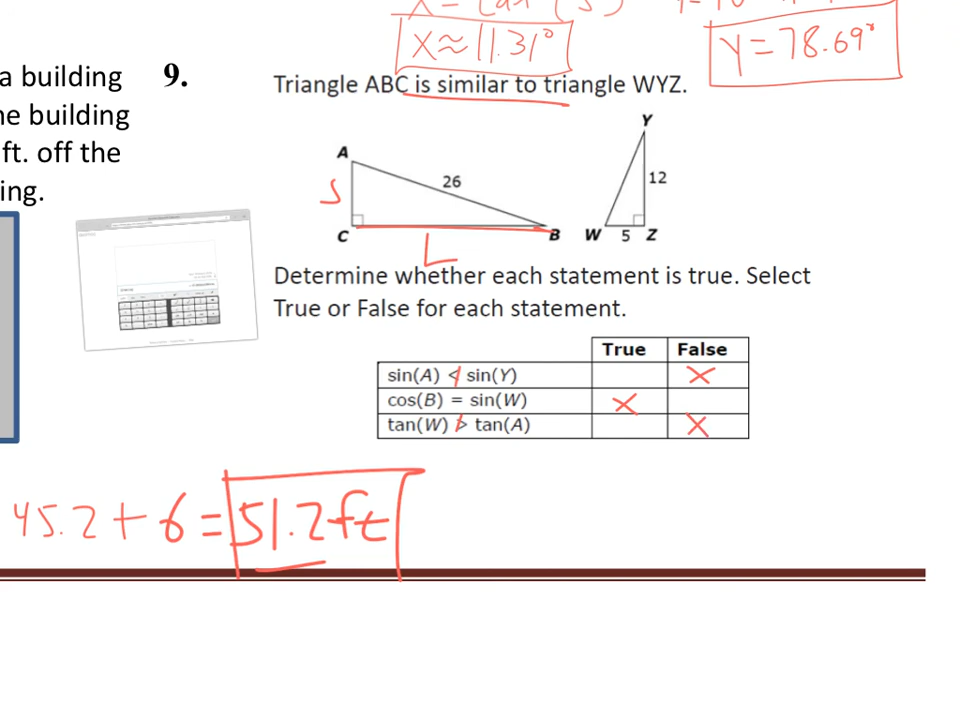 X ≈ 11.31°
Y = 78.69°
a building
he building
ft. off the
ing.
9.
Triangle ABC is similar to triangle WYZ.
A
26
S
C
B
L
Y
12
W 5 Z
Determine whether each statement is true. Select
True or False for each statement.
True False
sin(A) < sin(Y) X
cos(B) = sin(W) X
tan(W) > tan(A) X
45.2 + 6 = 51.2 ft